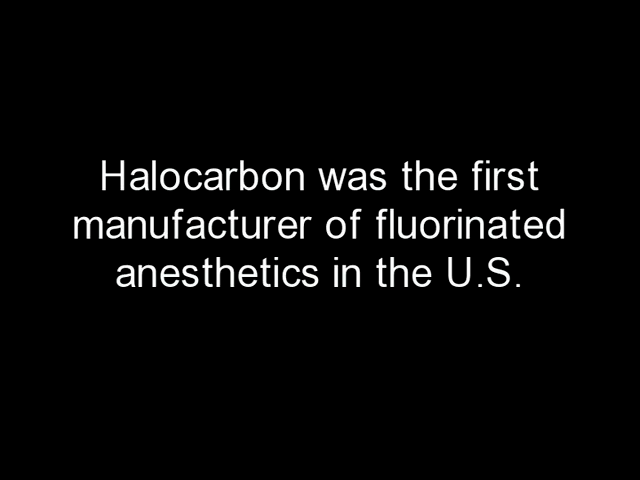 Halocarbon was the first
manufacturer of fluorinated
anesthetics in the U.S.